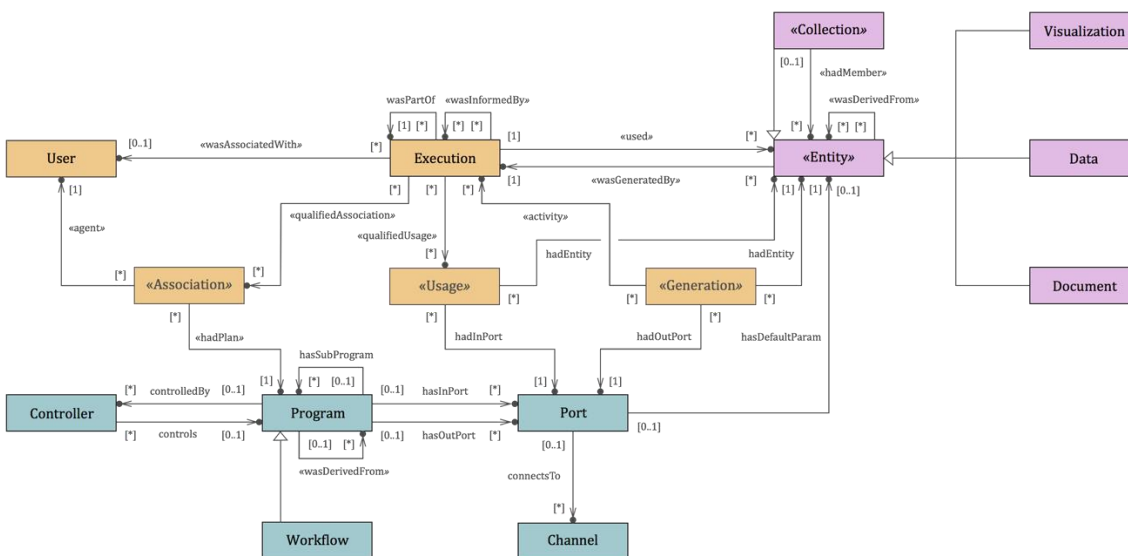 «Collection»
Visualization
[0..1]
«hadMember»
wasPartOf
«wasInformedBy»
«wasDerivedFrom»
[1] [*]
[*] [*]
[*]
[*] [*]
[0..1]
«wasAssociatedWith»
[*]
[1]
«used»
[*]
User
Execution
«Entity»
Data
[1]
[*]
[*]
[*]
[1]
«wasGeneratedBy»
[*]
[1]
[1]
[0..1]
«agent»
«qualifiedAssociation»
«activity»
«qualifiedUsage»
hadEntity
hadEntity
[*]
[*]
[*]
«Association»
«Usage»
«Generation»
Document
[*]
[*]
[*]
[*]
[*]
[*]
«hadPlan»
hadInPort
hadOutPort
hasDefaultParam
hasSubProgram
[*]
controlledBy
[0..1]
[1]
[*]
[0..1]
[0..1]
hasInPort
[*]
[1]
[1]
Controller
Program
Port
[*]
controls
[0..1]
[0..1]
[*]
[0..1]
hasOutPort
[*]
[0..1]
[0..1]
«wasDerivedFrom»
connectsTo
[*]
Workflow
Channel